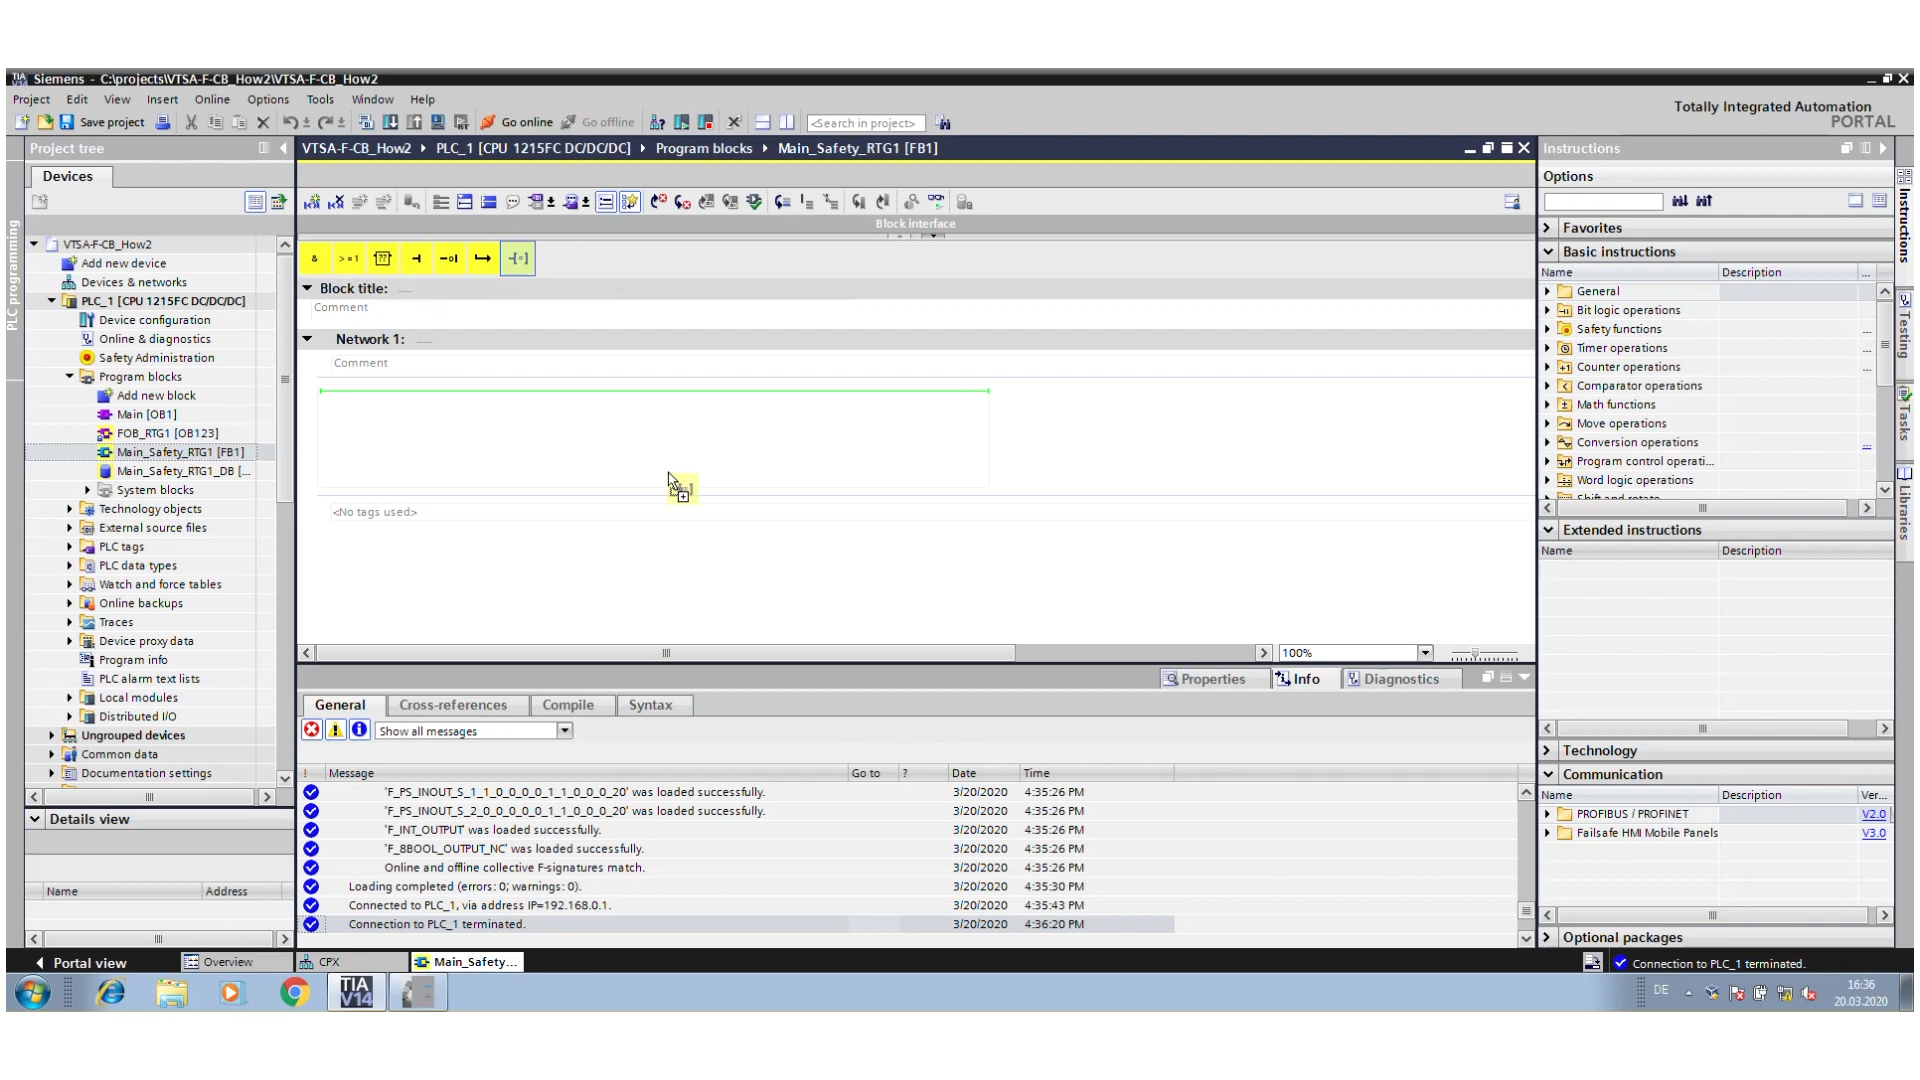 Siemens - C:\projects\VTSA-F-CB_How2\VTSA-F-CB_How2
Project Edit View Insert Online Options Tools Window Help
Totally Integrated Automation
PORTAL
Save project
Go online
Go offline
<Search in project>
Project tree
VTSA-F-CB_How2 PLC_1 [CPU 1215FC DC/DC/DC] Program blocks Main_Safety_RTG1 [FB1]
Instructions
Devices
Options
Block interface
PLC programming
VTSA-F-CB_How2
Add new device
Devices & networks
PLC_1 [CPU 1215FC DC/DC/DC]
Device configuration
Online & diagnostics
Safety Administration
Program blocks
Add new block
Main [OB1]
FOB_RTG1 [OB123]
Main_Safety_RTG1 [FB1]
Main_Safety_RTG1_DB [...
System blocks
Technology objects
External source files
PLC tags
PLC data types
Watch and force tables
Online backups
Traces
Device proxy data
Program info
PLC alarm text lists
Local modules
Distributed I/O
Ungrouped devices
Common data
Documentation settings
Details view
Name Address
& >=1 ??
Block title: .....
Comment
Network 1: .....
Comment
<No tags used>
100%
Properties Info Diagnostics
General Cross-references Compile Syntax
Show all messages
! Message Go to ? Date Time
'F_PS_INOUT_S_1_1_0_0_0_0_1_1_0_0_0_20' was loaded successfully. 3/20/2020 4:35:26 PM
'F_PS_INOUT_S_2_0_0_0_0_0_1_1_0_0_0_20' was loaded successfully. 3/20/2020 4:35:26 PM
'F_INT_OUTPUT' was loaded successfully. 3/20/2020 4:35:26 PM
'F_8BOOL_OUTPUT_NC' was loaded successfully. 3/20/2020 4:35:26 PM
Online and offline collective F-signatures match. 3/20/2020 4:35:26 PM
Loading completed (errors: 0; warnings: 0). 3/20/2020 4:35:30 PM
Connected to PLC_1, via address IP=192.168.0.1. 3/20/2020 4:35:43 PM
Connection to PLC_1 terminated. 3/20/2020 4:36:20 PM
Favorites
Basic instructions
Name Description ...
General
Bit logic operations
Safety functions ...
Timer operations ...
Counter operations ...
Comparator operations
Math functions
Move operations
Conversion operations ...
Program control operati...
Word logic operations
Shift and rotate
Extended instructions
Name Description
Technology
Communication
Name Description Ver...
PROFIBUS / PROFINET V2.0
Failsafe HMI Mobile Panels V3.0
Optional packages
Instructions
Testing
Tasks
Libraries
Portal view Overview CPX Main_Safety...
Connection to PLC_1 terminated.
TIA
V14
DE
16:36
20.03.2020